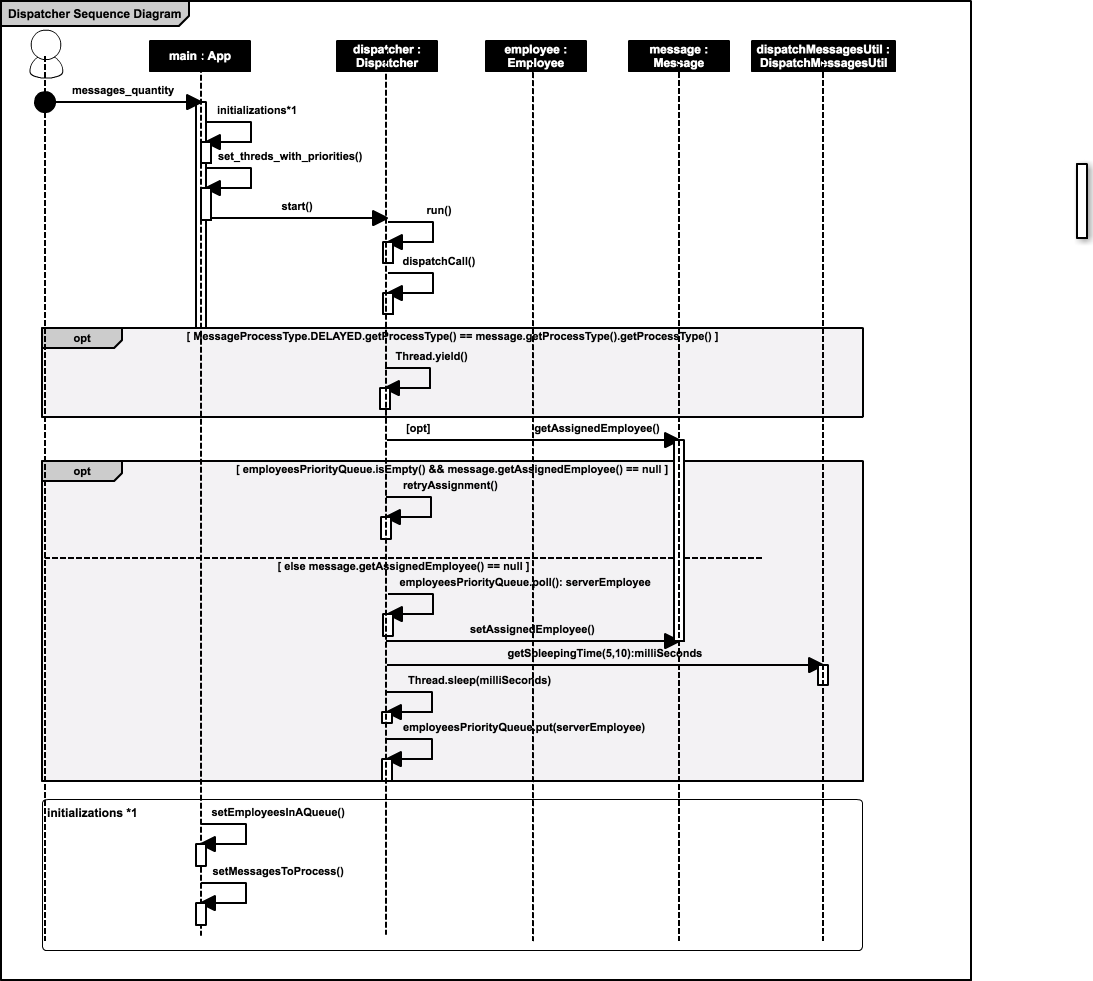 Dispatcher Sequence Diagram
main : App
dispatcher :
Dispatcher
employee :
Employee
message :
Message
dispatchMessagesUtil :
DispatchMessagesUtil
messages_quantity
initializations*1
set_threds_with_priorities()
start()
run()
dispatchCall()
opt
[ MessageProcessType.DELAYED.getProcessType() == message.getProcessType().getProcessType() ]
Thread.yield()
[opt]
getAssignedEmployee()
opt
[ employeesPriorityQueue.isEmpty() && message.getAssignedEmployee() == null ]
retryAssignment()
[ else message.getAssignedEmployee() == null ]
employeesPriorityQueue.poll(): serverEmployee
setAssignedEmployee()
getSpleepingTime(5,10):milliSeconds
Thread.sleep(milliSeconds)
employeesPriorityQueue.put(serverEmployee)
initializations *1
setEmployeesInAQueue()
setMessagesToProcess()